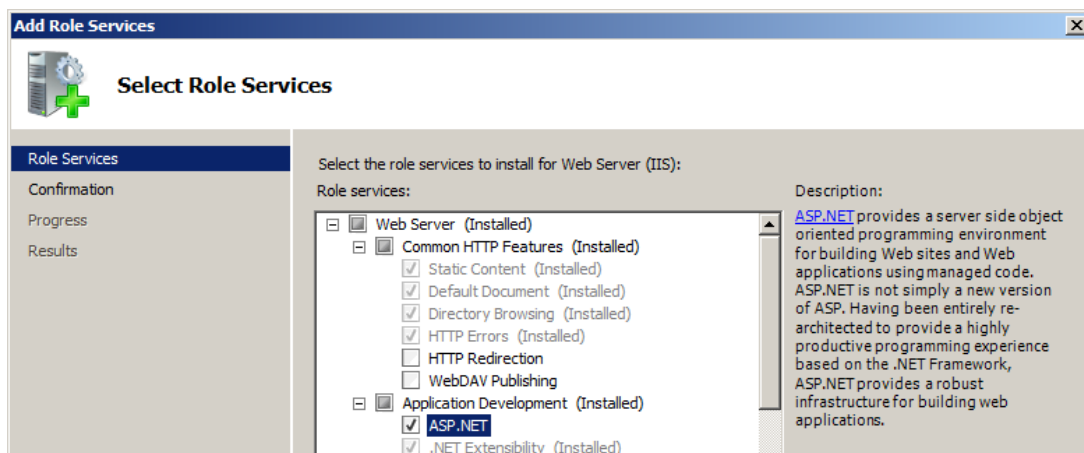 Add Role Services
Select Role Services
Role Services
Confirmation
Progress
Results
Select the role services to install for Web Server (IIS):
Role services:
Web Server (Installed)
Common HTTP Features (Installed)
Static Content (Installed)
Default Document (Installed)
Directory Browsing (Installed)
HTTP Errors (Installed)
HTTP Redirection
WebDAV Publishing
Application Development (Installed)
ASP.NET
.NET Extensibility (Installed)
Description:
ASP.NET provides a server side object
oriented programming environment
for building Web sites and Web
applications using managed code.
ASP.NET is not simply a new version
of ASP. Having been entirely re-
architected to provide a highly
productive programming experience
based on the .NET Framework,
ASP.NET provides a robust
infrastructure for building web
applications.